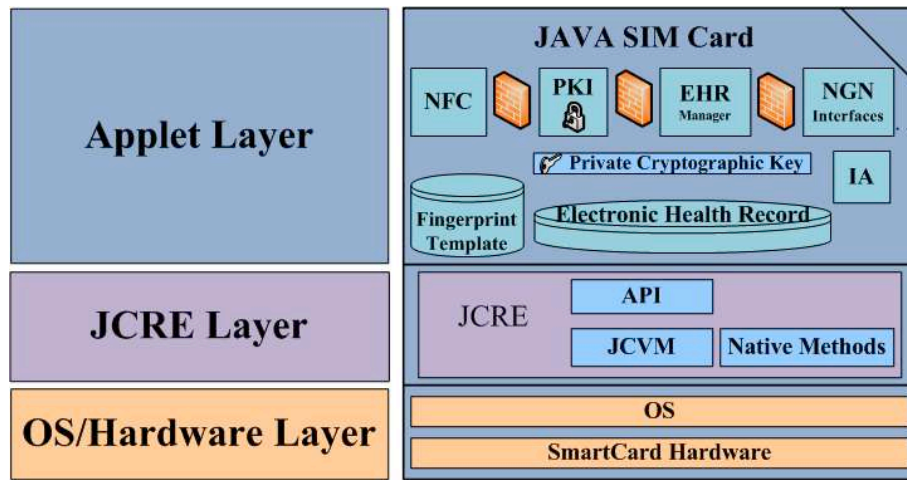 Applet Layer
JCRE Layer
OS/Hardware Layer
JAVA SIM Card
NFC
PKI
EHR
Manager
NGN
Interfaces
Private Cryptographic Key
IA
Fingerprint
Template
Electronic Health Record
JCRE
API
JCVM
Native Methods
OS
SmartCard Hardware